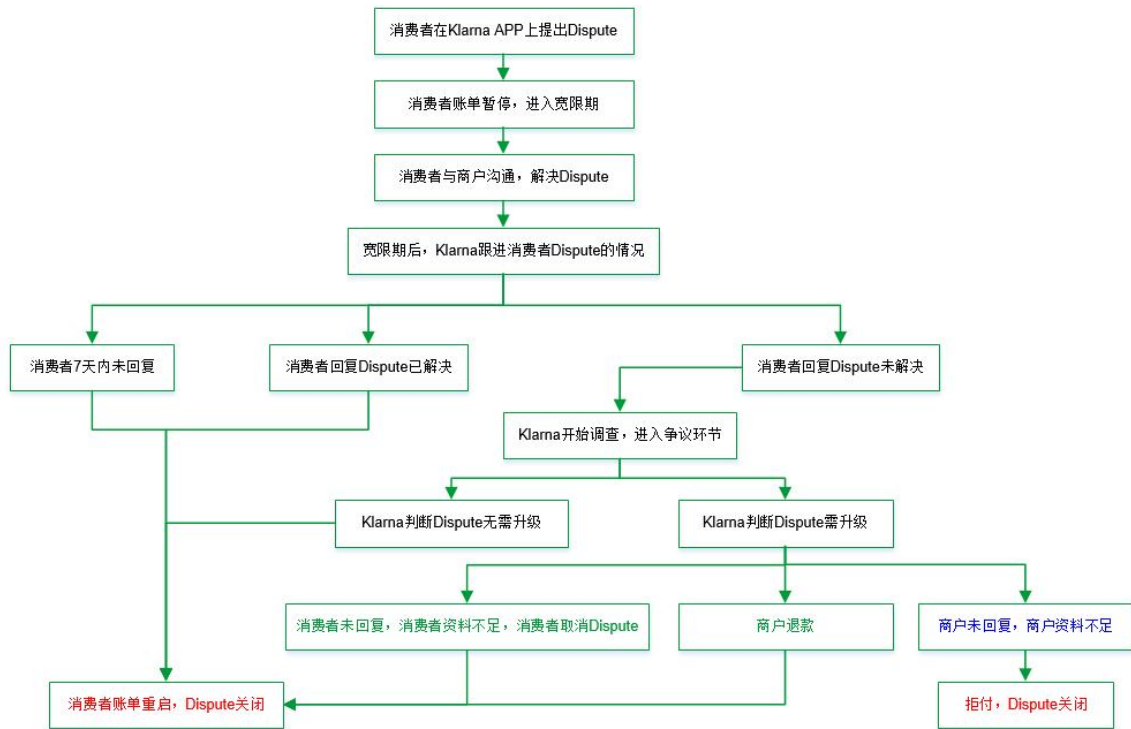 消费者在Klarna APP上提出Dispute
消费者账单暂停，进入宽限期
消费者与商户沟通，解决Dispute
宽限期后，Klarna跟进消费者Dispute的情况
消费者7天内未回复
消费者回复Dispute已解决
消费者回复Dispute未解决
Klarna开始调查，进入争议环节
Klarna判断Dispute无需升级
Klarna判断Dispute需升级
消费者未回复，消费者资料不足，消费者取消Dispute
商户退款
商户未回复，商户资料不足
消费者账单重启，Dispute关闭
拒付，Dispute关闭